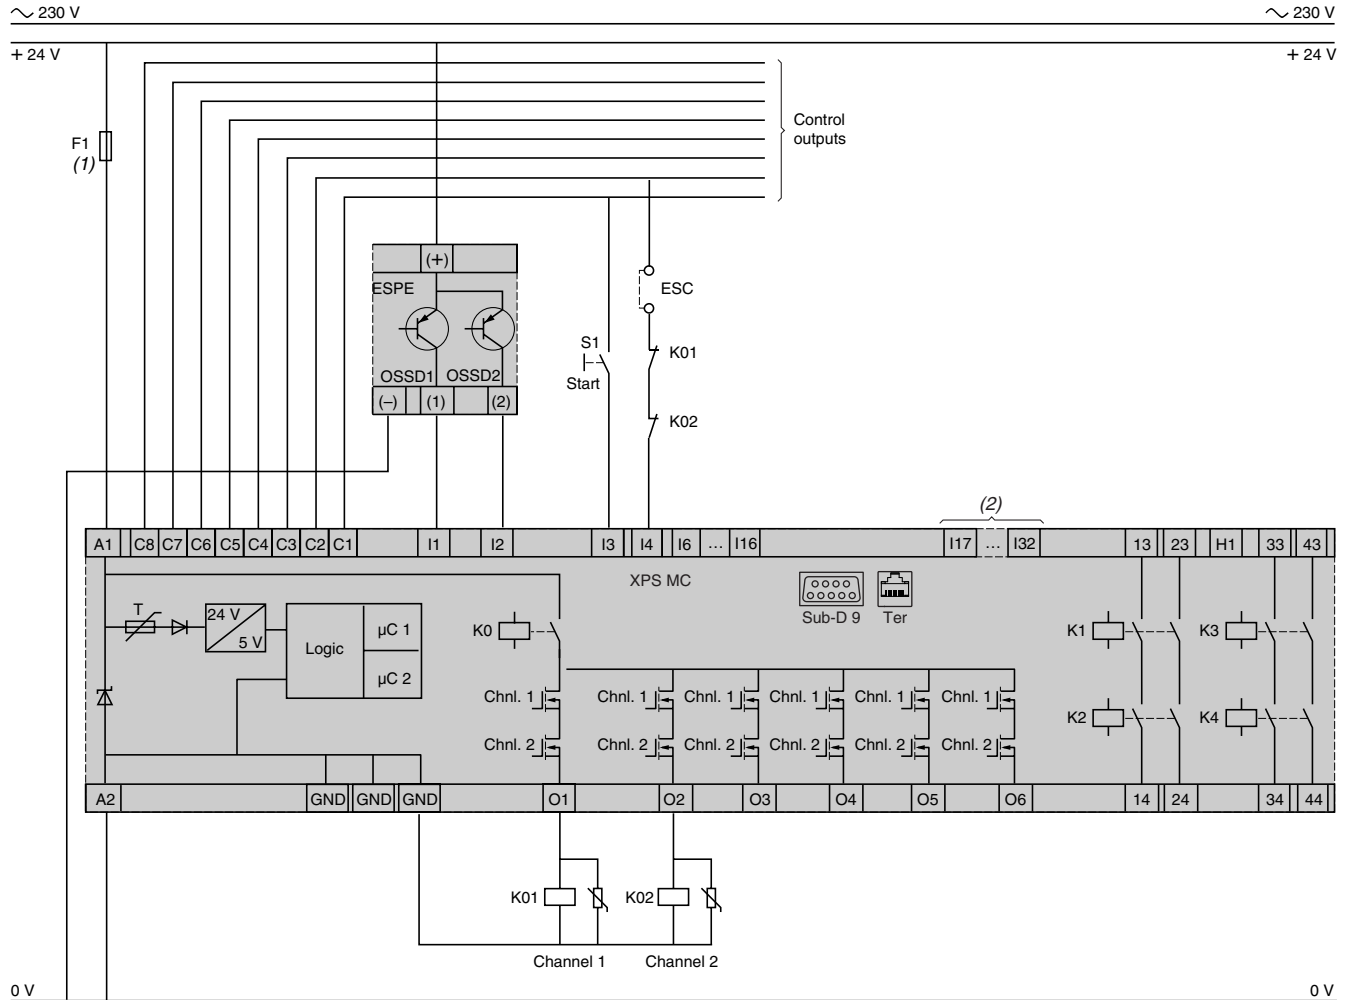 230 V 230 V
+ 24 V + 24 V
Control
outputs
F1
(1)
(+)
ESPE
ESC
S1
Start
K01
OSSD1 OSSD2
(–) (1) (2)
K02
(2)
A1 C8 C7 C6 C5 C4 C3 C2 C1 I1 I2 I3 I4 I6 ... I16 I17 ... I32 13 23 H1 33 43
XPS MC
Sub-D 9 Ter
T
24 V
5 V
Logic
µC 1
µC 2
K0
K1 K3
Chnl. 1 Chnl. 1 Chnl. 1 Chnl. 1 Chnl. 1 Chnl. 1
K2 K4
Chnl. 2 Chnl. 2 Chnl. 2 Chnl. 2 Chnl. 2 Chnl. 2
A2 GND GND GND O1 O2 O3 O4 O5 O6 14 24 34 44
K01 K02
Channel 1 Channel 2
0 V 0 V